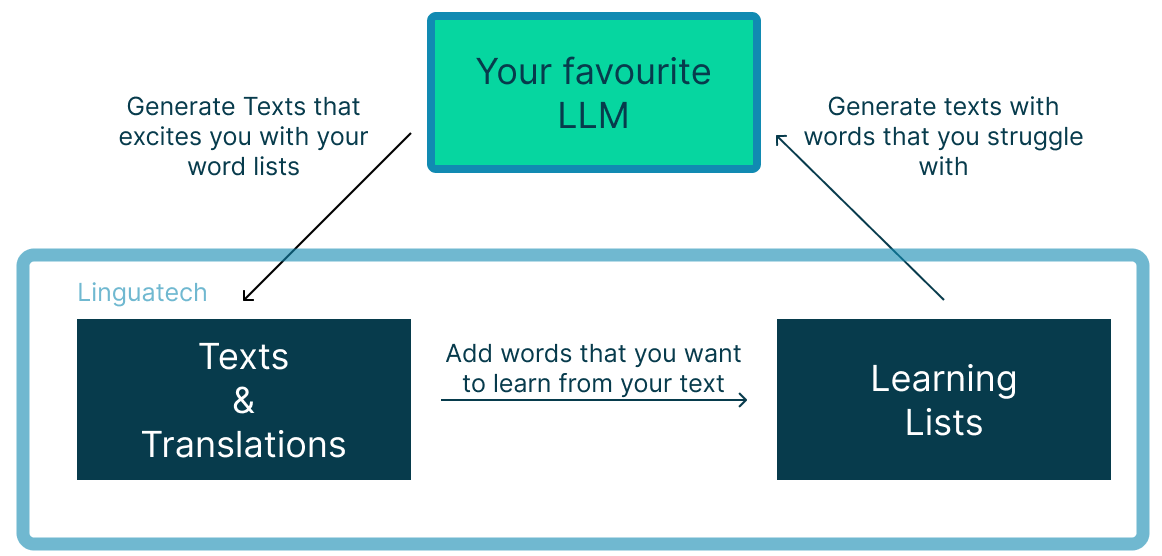 Your favourite
LLM
Generate Texts that
excites you with your
word lists
Generate texts with
words that you struggle
with
Linguatech
Texts
&
Translations
Add words that you want
to learn from your text
Learning
Lists